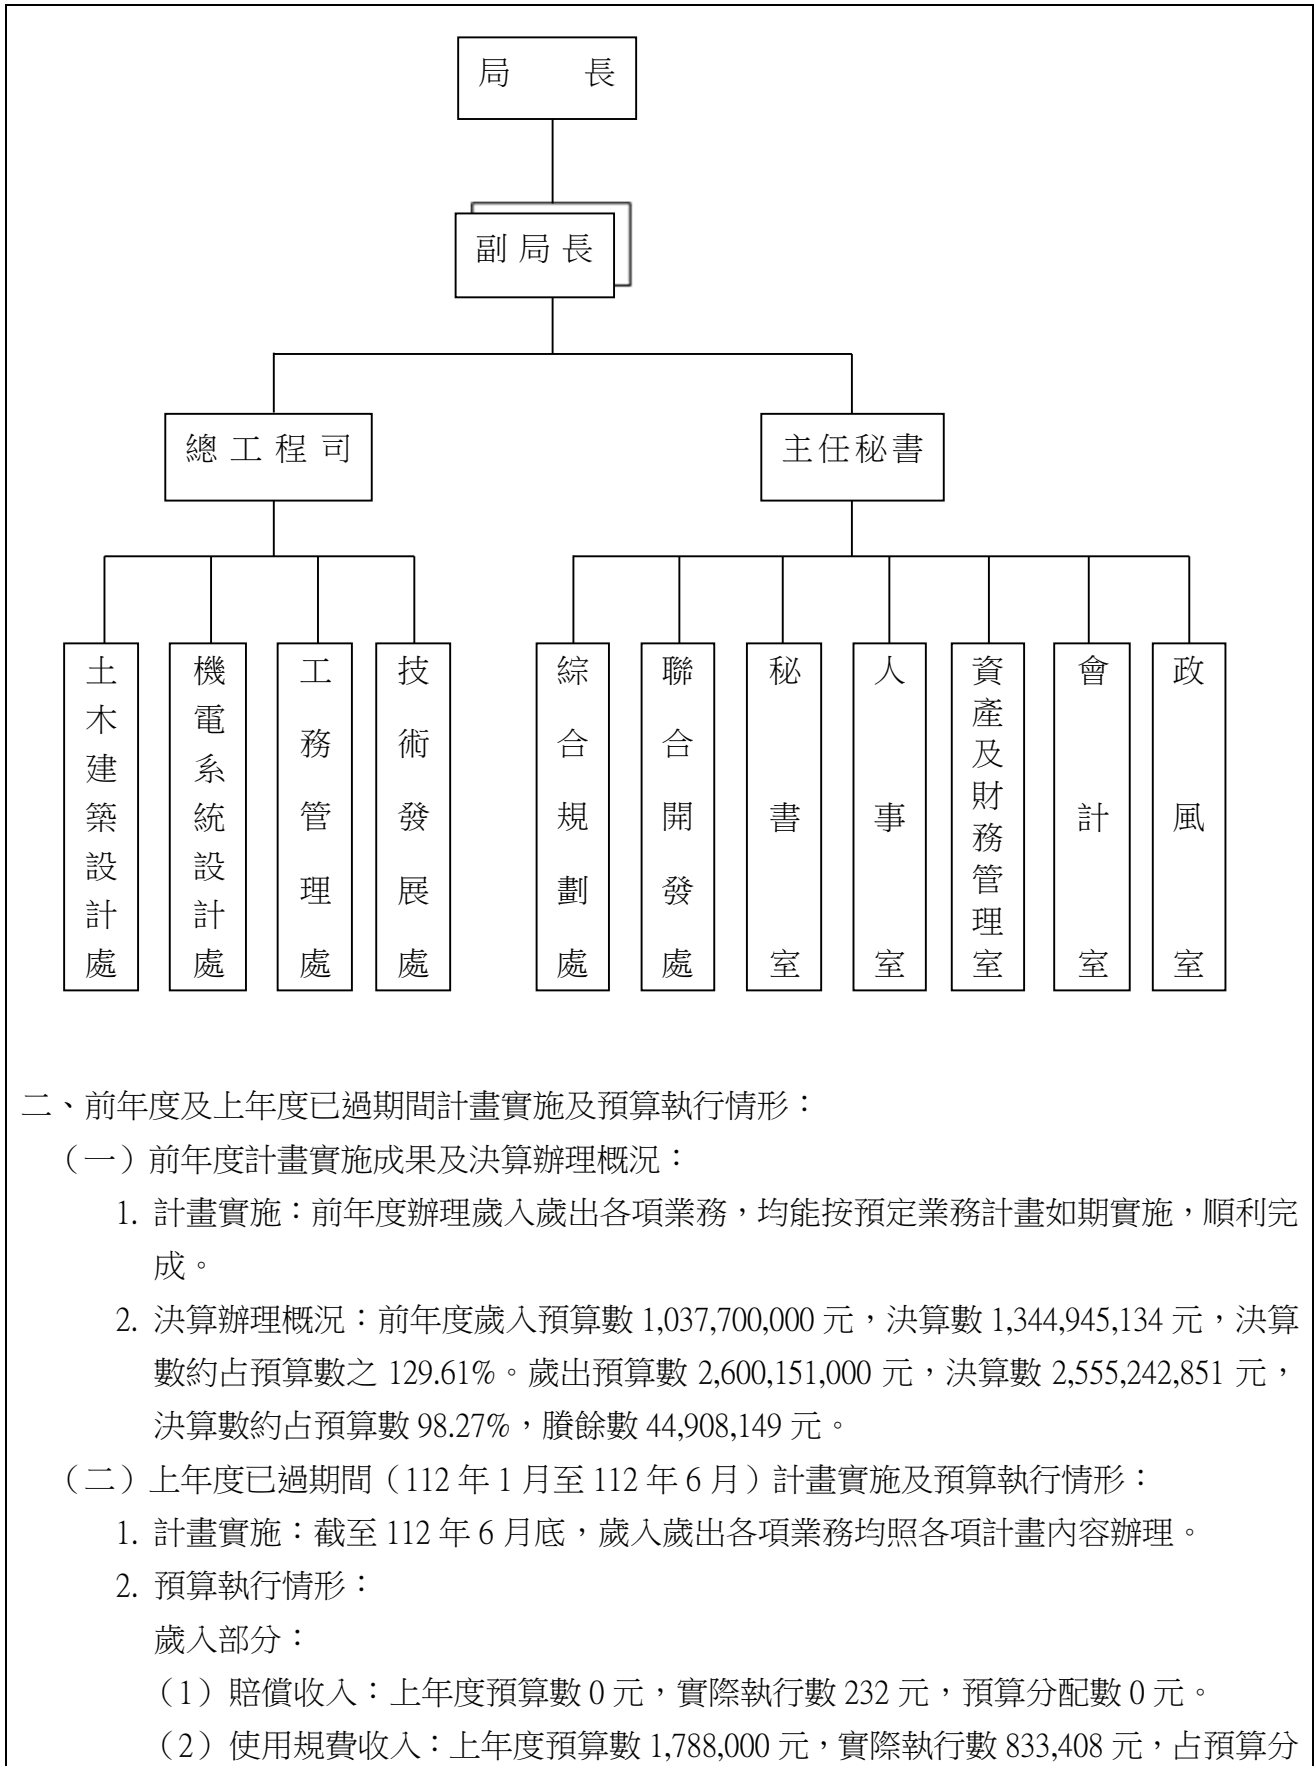 局　　長
副局長
總工程司
主任秘書
土木建築設計處
機電系統設計處
工務管理處
技術發展處
綜合規劃處
聯合開發處
秘書室
人事室
資產及財務管理室
會計室
政風室
二、前年度及上年度已過期間計畫實施及預算執行情形：
（一）前年度計畫實施成果及決算辦理概況：
1. 計畫實施：前年度辦理歲入歲出各項業務，均能按預定業務計畫如期實施，順利完
成。
2. 決算辦理概況：前年度歲入預算數 1,037,700,000 元，決算數 1,344,945,134 元，決算
數約占預算數之 129.61%。歲出預算數 2,600,151,000 元，決算數 2,555,242,851 元，
決算數約占預算數 98.27%，賸餘數 44,908,149 元。
（二）上年度已過期間（112 年 1 月至 112 年 6 月）計畫實施及預算執行情形：
1. 計畫實施：截至 112 年 6 月底，歲入歲出各項業務均照各項計畫內容辦理。
2. 預算執行情形：
歲入部分：
（1）賠償收入：上年度預算數 0 元，實際執行數 232 元，預算分配數 0 元。
（2）使用規費收入：上年度預算數 1,788,000 元，實際執行數 833,408 元，占預算分